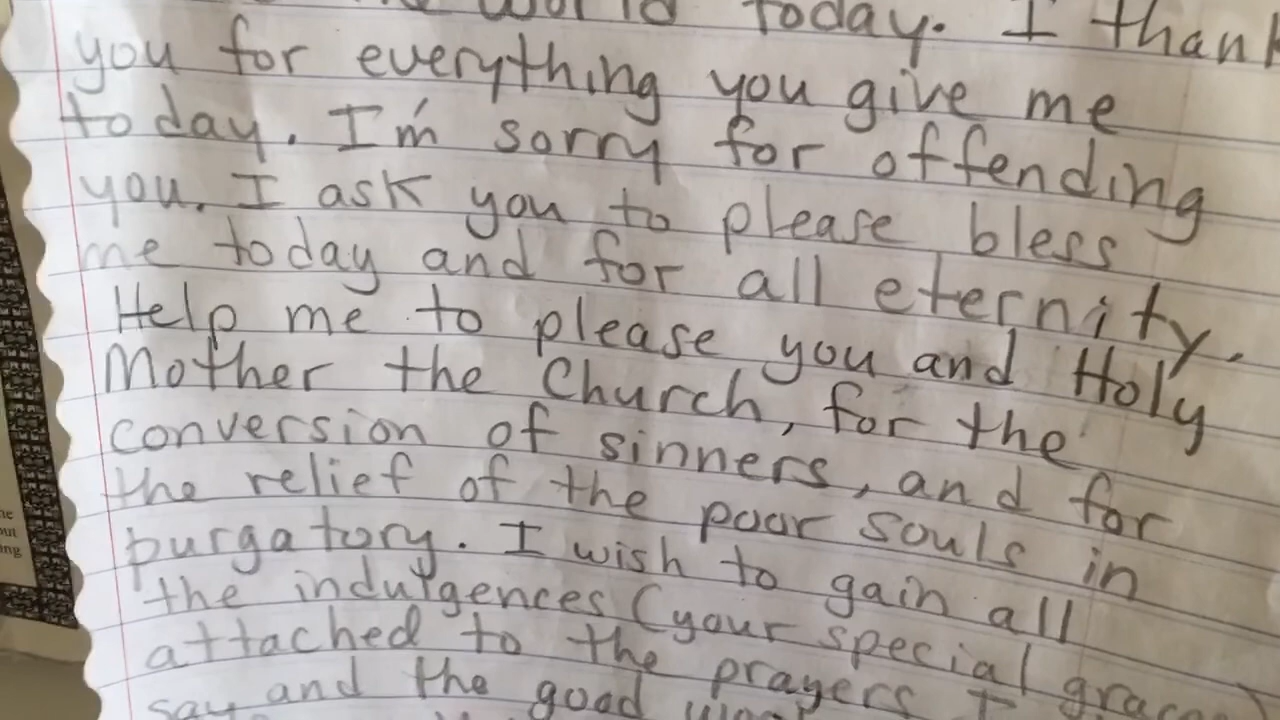 World today. I thank
you for everything you give me
today. I'm sorry for offending
you. I ask you to please bless
me today and for all eternity.
Help me to please you and Holy
Mother the Church, for the
conversion of sinners, and for
the relief of the poor souls in
purgatory. I wish to gain all
the indulgences (your special graces)
attached to the prayers I
say and the good